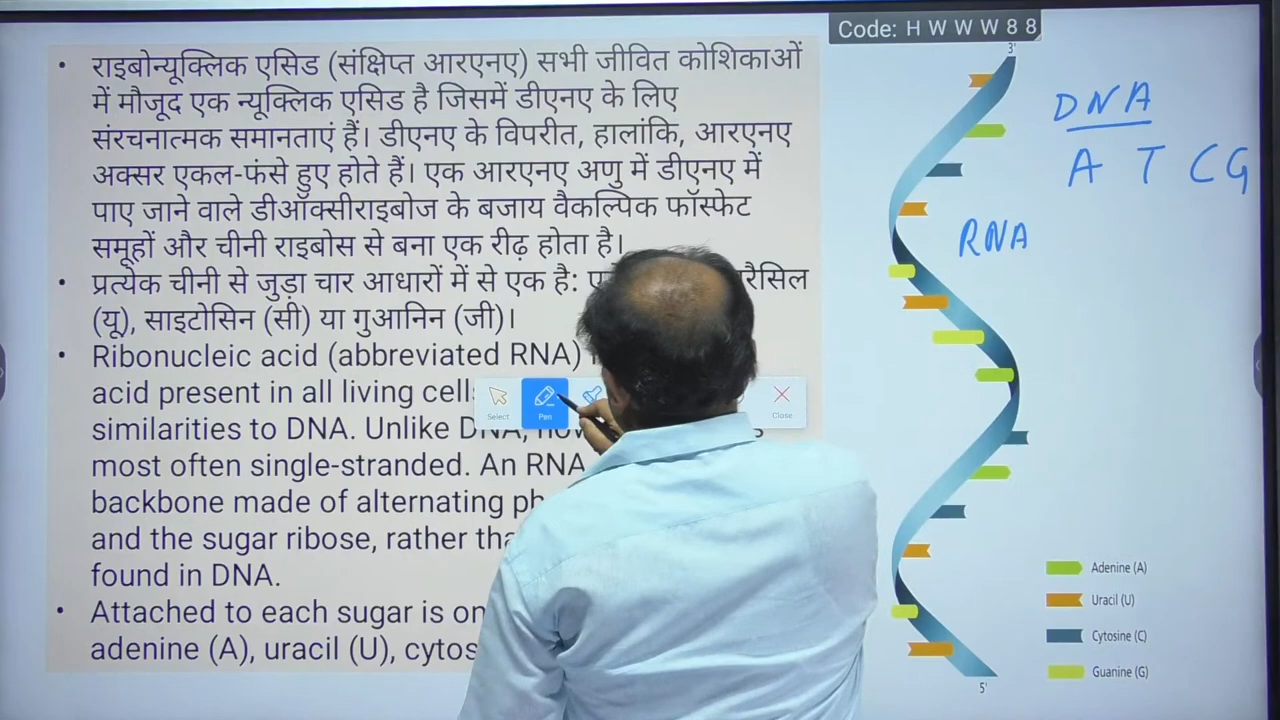 Code: H W W W 8 8
• राइबोन्यूक्लिक एसिड (संक्षिप्त आरएनए) सभी जीवित कोशिकाओं
में मौजूद एक न्यूक्लिक एसिड है जिसमें डीएनए के लिए
संरचनात्मक समानताएं हैं। डीएनए के विपरीत, हालांकि, आरएनए
अक्सर एकल-फंसे हुए होते हैं। एक आरएनए अणु में डीएनए में
पाए जाने वाले डीऑक्सीराइबोज के बजाय वैकल्पिक फॉस्फेट
समूहों और चीनी राइबोस से बना एक रीढ़ होता है।
• प्रत्येक चीनी से जुड़ा चार आधारों में से एक है:
(यू), साइटोसिन (सी) या गुआनिन (जी)।
• Ribonucleic acid (abbreviated RNA)
acid present in all living
similarities to DNA. Unlike DNA,
most often single-stranded. An RNA
backbone made of alternating
and the sugar ribose, rather
found in DNA.
• Attached to each sugar is
adenine (A), uracil (U),
Select
Pen
Close
3'
DNA
A T C G
RNA
Adenine (A)
Uracil (U)
Cytosine (C)
Guanine (G)
5'